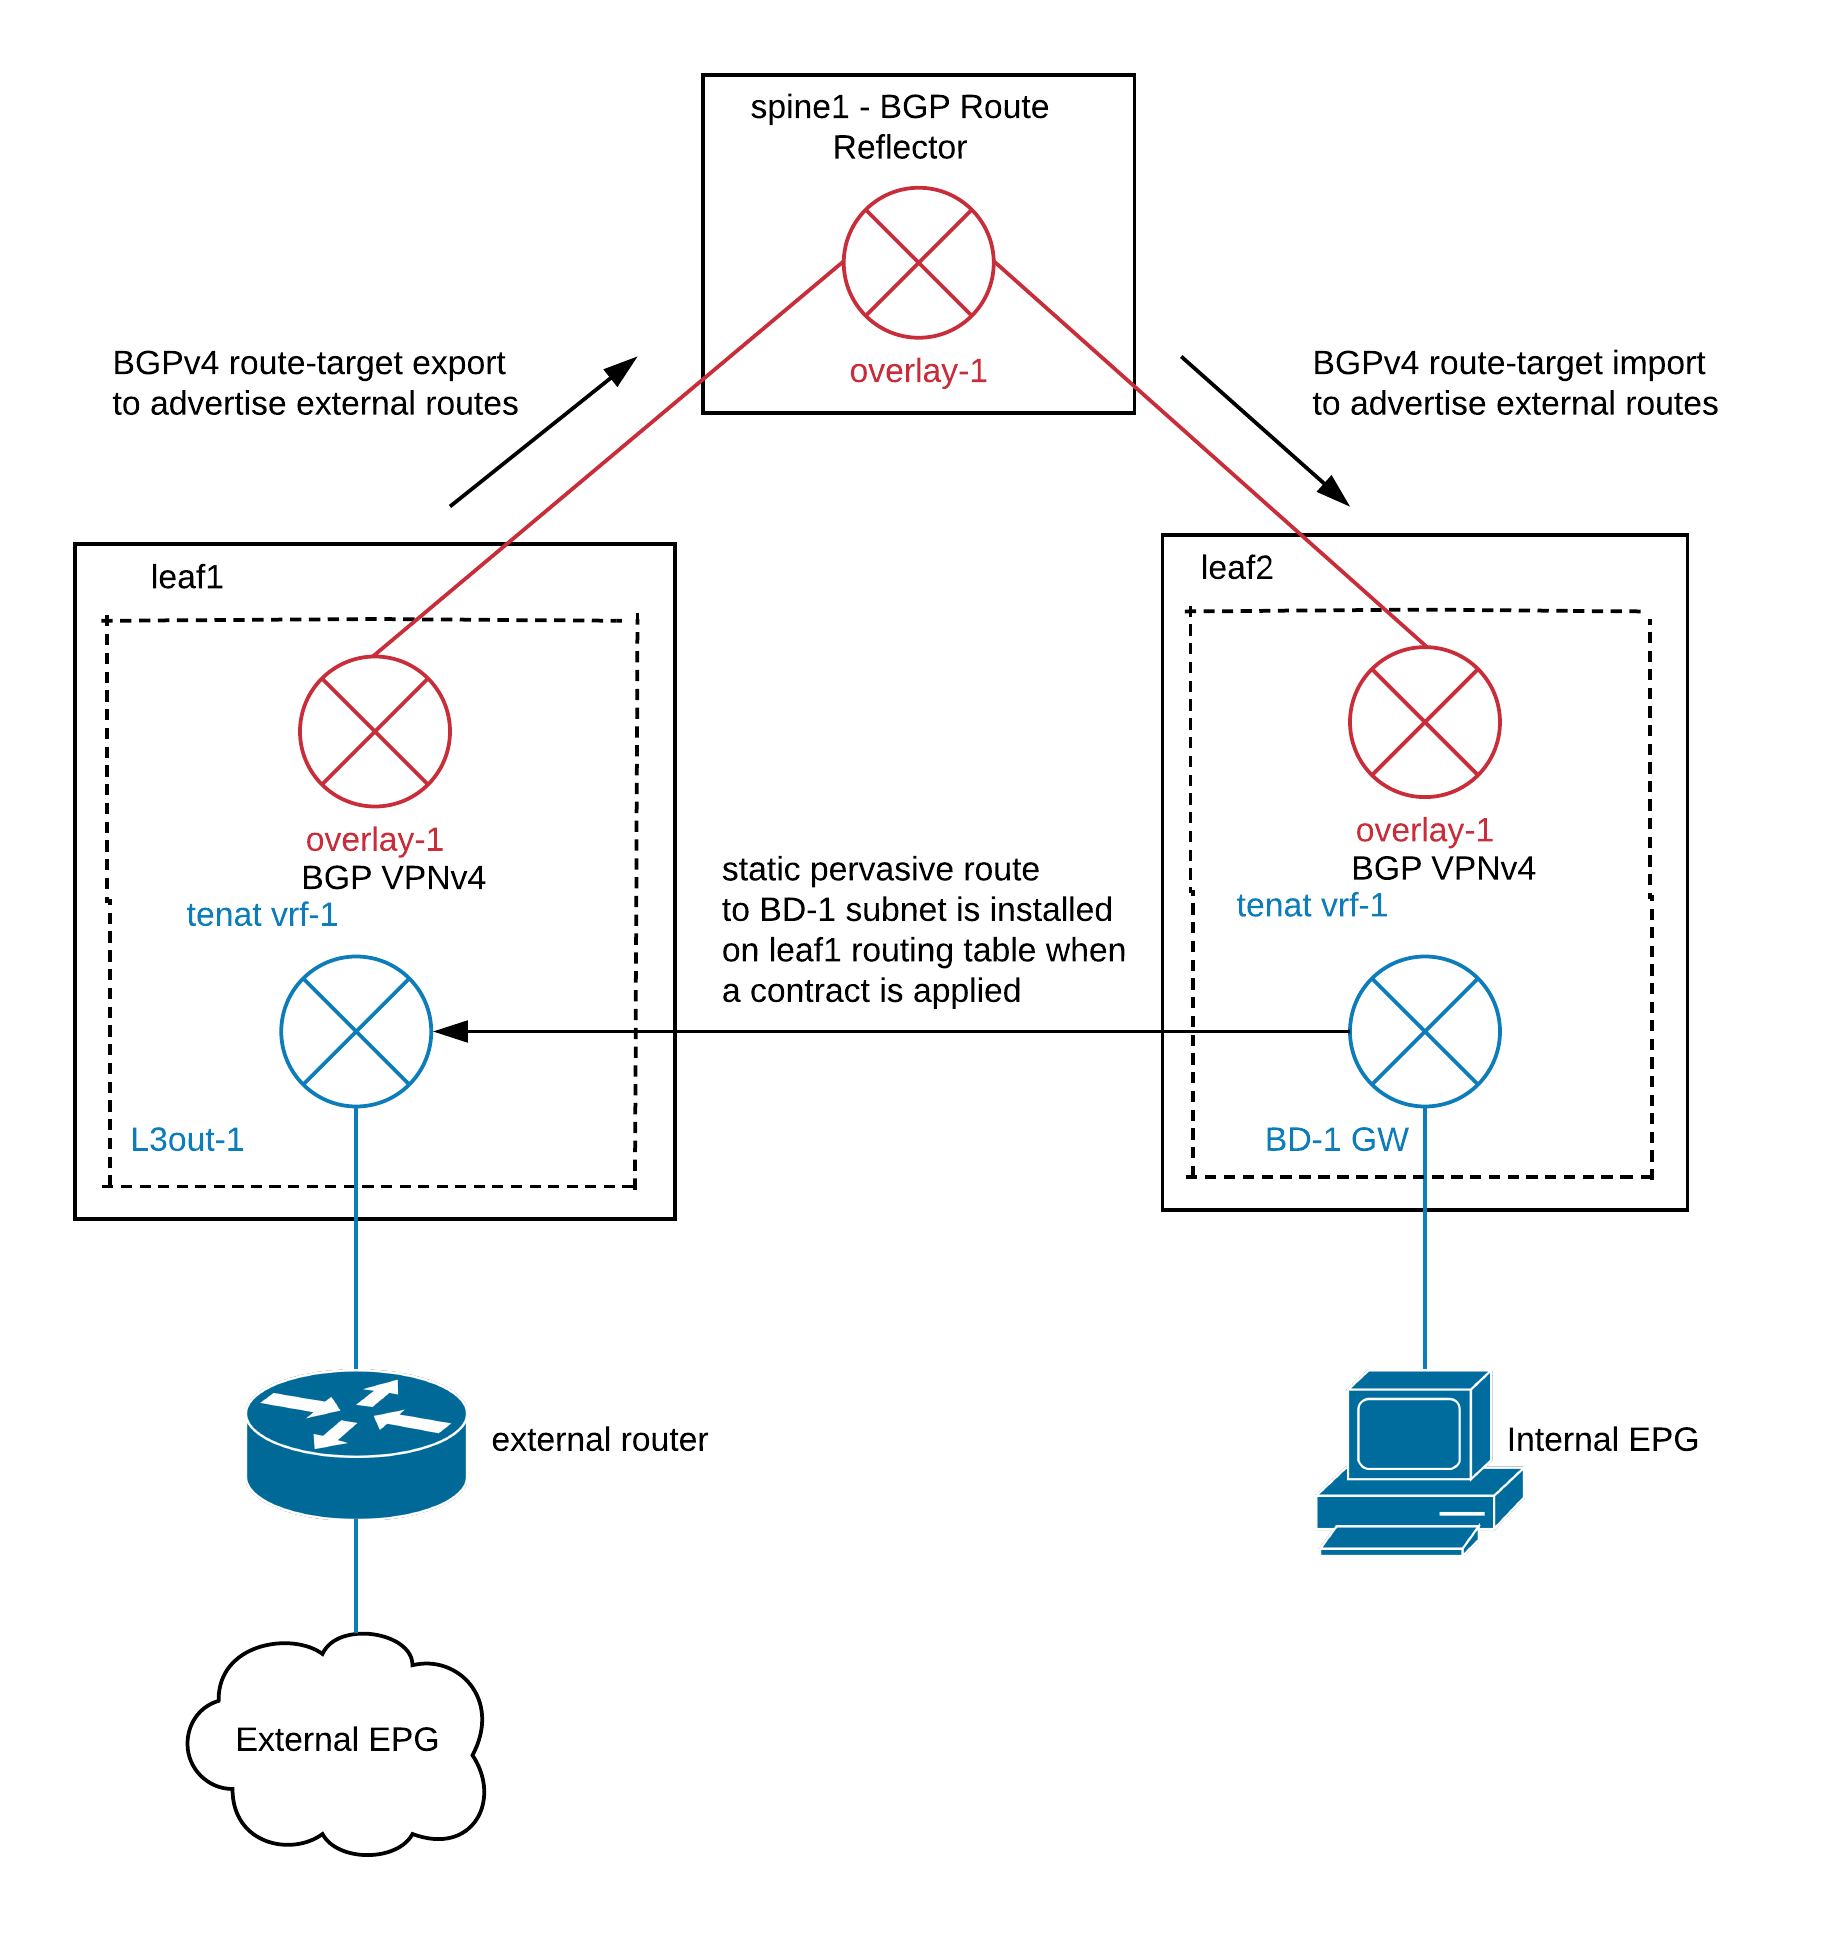 spine1 - BGP Route
Reflector
overlay-1
BGPv4 route-target export
to advertise external routes
BGPv4 route-target import
to advertise external routes
leaf1
overlay-1
BGP VPNv4
tenat vrf-1
L3out-1
static pervasive route
to BD-1 subnet is installed
on leaf1 routing table when
a contract is applied
leaf2
overlay-1
BGP VPNv4
tenat vrf-1
BD-1 GW
external router
Internal EPG
External EPG